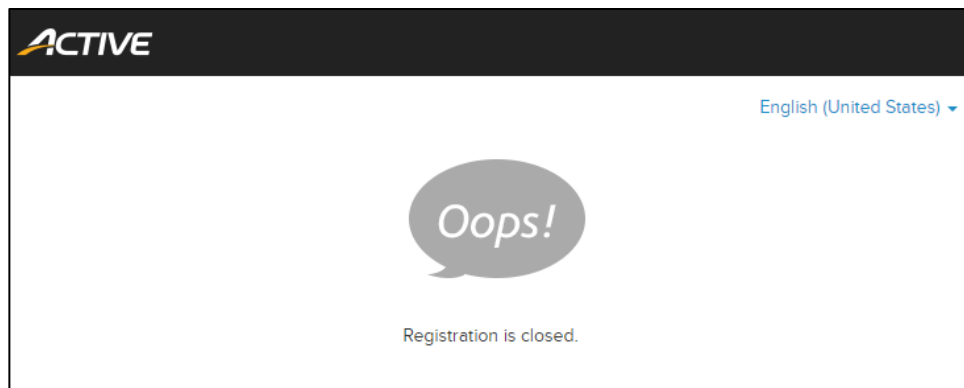 ACTIVE
English (United States)
Oops!
Registration is closed.